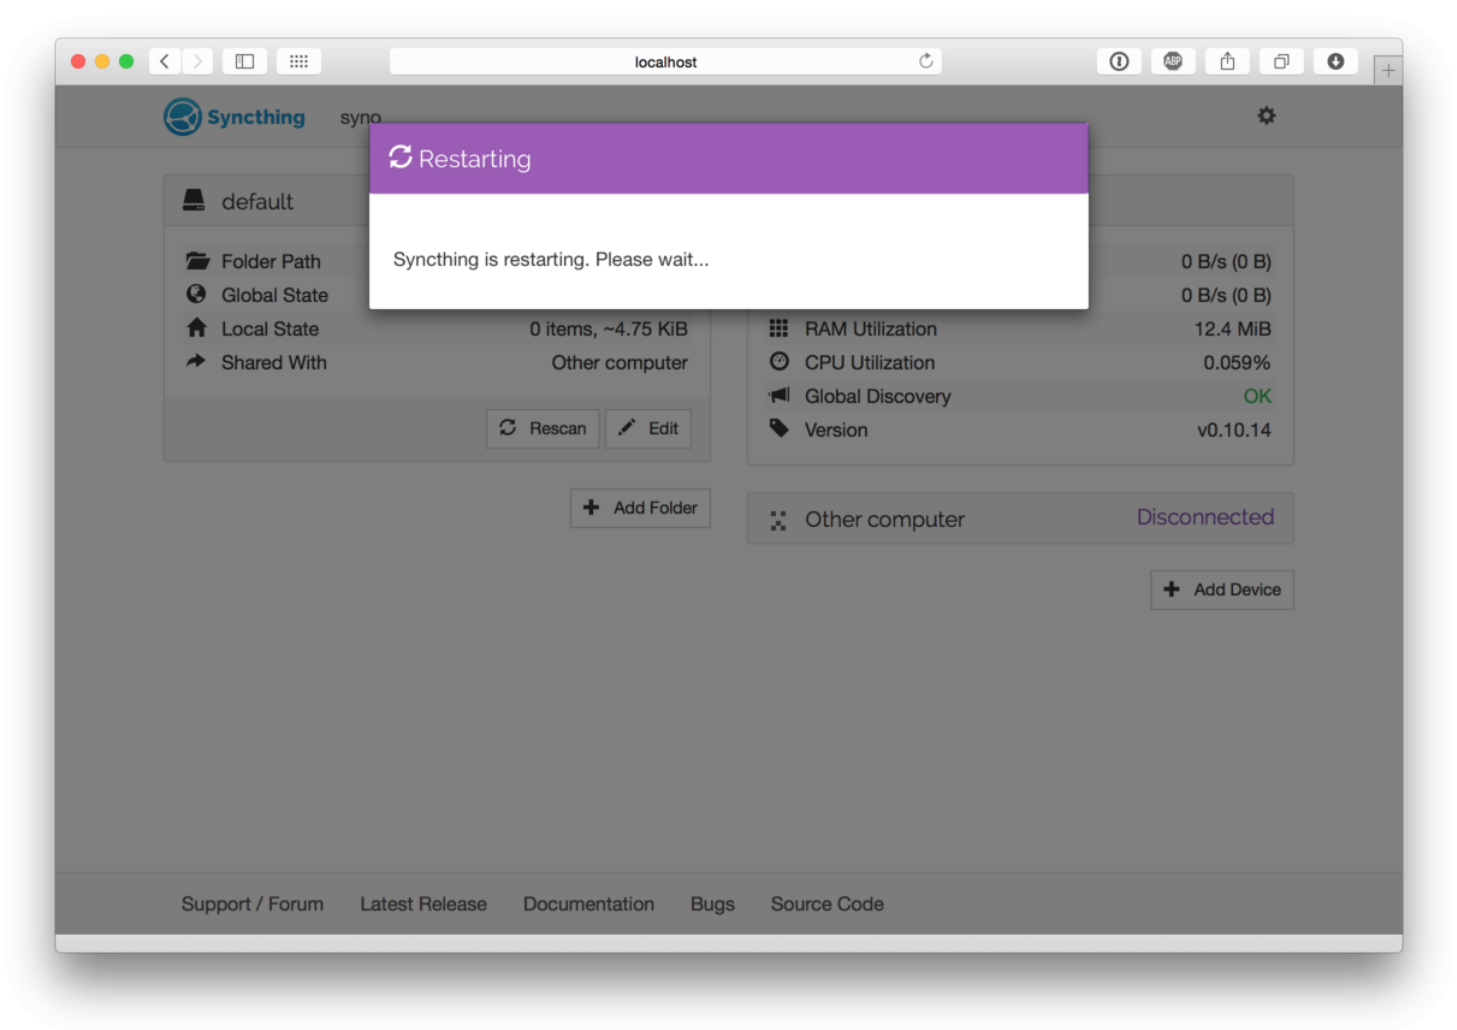 localhost
ABP
Syncthing
syno
Restarting
Syncthing is restarting. Please wait...
default
Folder Path
Global State
Local State 0 items, ~4.75 KiB
Shared With Other computer
Rescan Edit
Add Folder
0 B/s (0 B)
0 B/s (0 B)
RAM Utilization 12.4 MiB
CPU Utilization 0.059%
Global Discovery OK
Version v0.10.14
Other computer Disconnected
Add Device
Support / Forum Latest Release Documentation Bugs Source Code